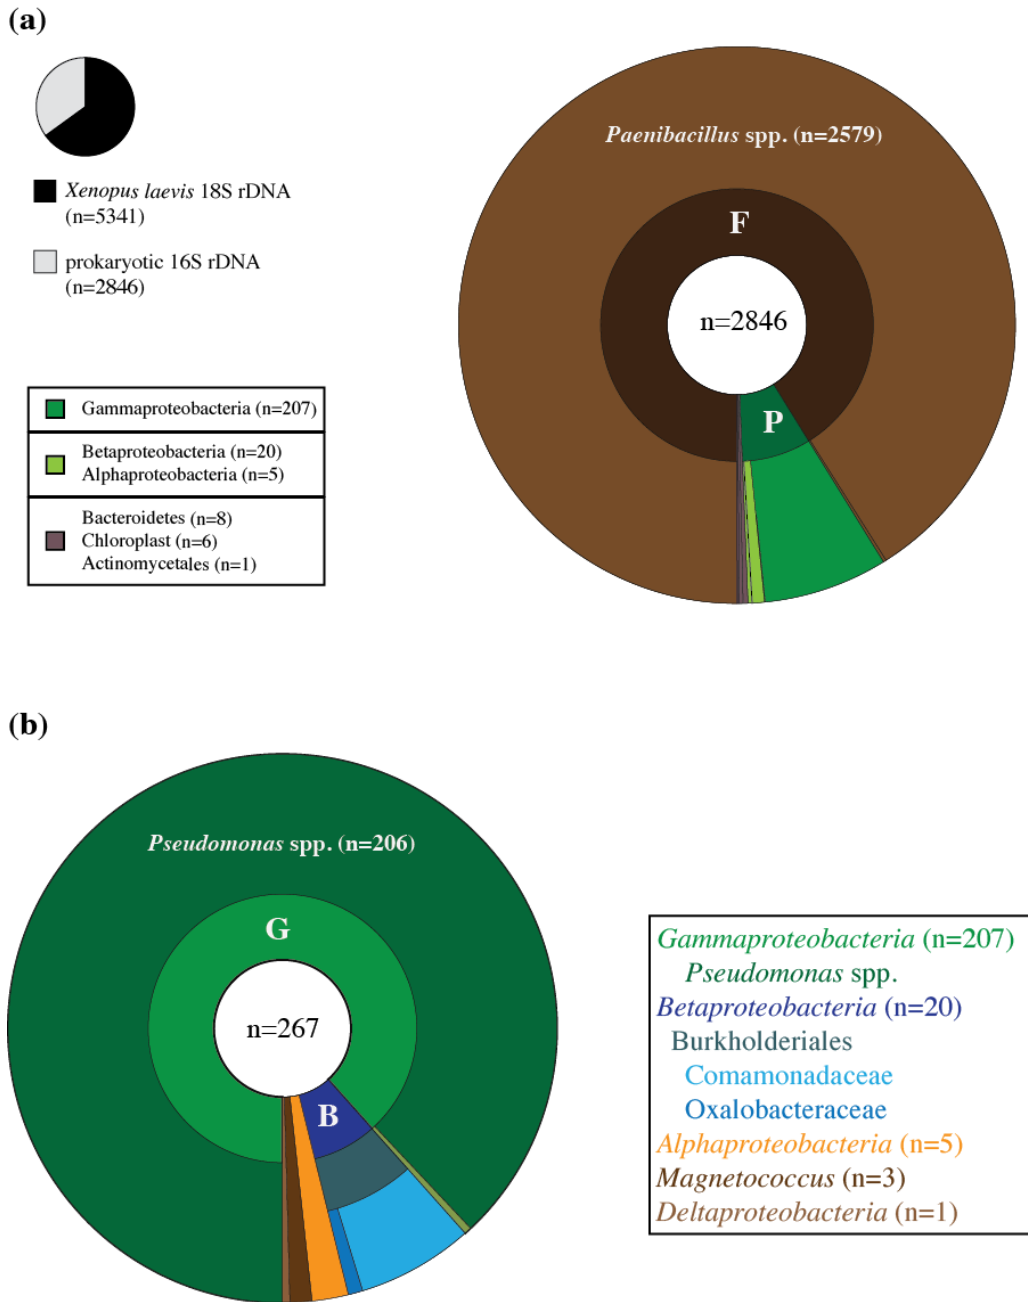 (a)
Xenopus laevis 18S rDNA
(n=5341)
prokaryotic 16S rDNA
(n=2846)
Paenibacillus spp. (n=2579)
F
n=2846
P
Gammaproteobacteria (n=207)
Betaproteobacteria (n=20)
Alphaproteobacteria (n=5)
Bacteroidetes (n=8)
Chloroplast (n=6)
Actinomycetales (n=1)
(b)
Pseudomonas spp. (n=206)
G
n=267
B
Gammaproteobacteria (n=207)
Pseudomonas spp.
Betaproteobacteria (n=20)
Burkholderiales
Comamonadaceae
Oxalobacteraceae
Alphaproteobacteria (n=5)
Magnetococcus (n=3)
Deltaproteobacteria (n=1)